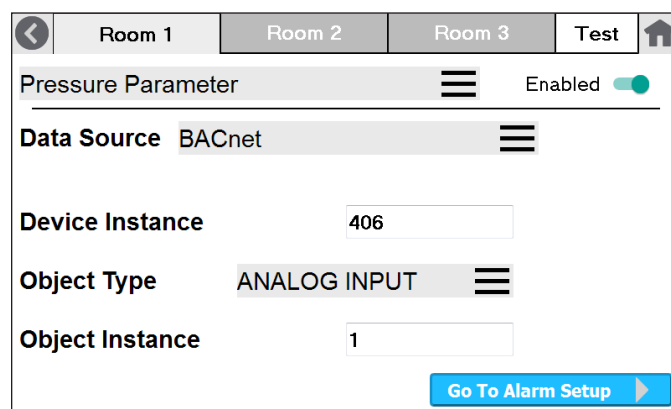 Room 1 Room 2 Room 3 Test
Pressure Parameter Enabled
Data Source BACnet
Device Instance 406
Object Type ANALOG INPUT
Object Instance 1
Go To Alarm Setup